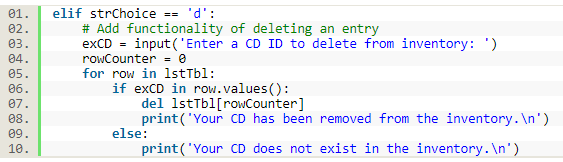 01. elif strChoice == 'd':
02.     # Add functionality of deleting an entry
03.     exCD = input('Enter a CD ID to delete from inventory: ')
04.     rowCounter = 0
05.     for row in lstTbl:
06.         if exCD in row.values():
07.             del lstTbl[rowCounter]
08.             print('Your CD has been removed from the inventory.\n')
09.         else:
10.             print('Your CD does not exist in the inventory.\n')